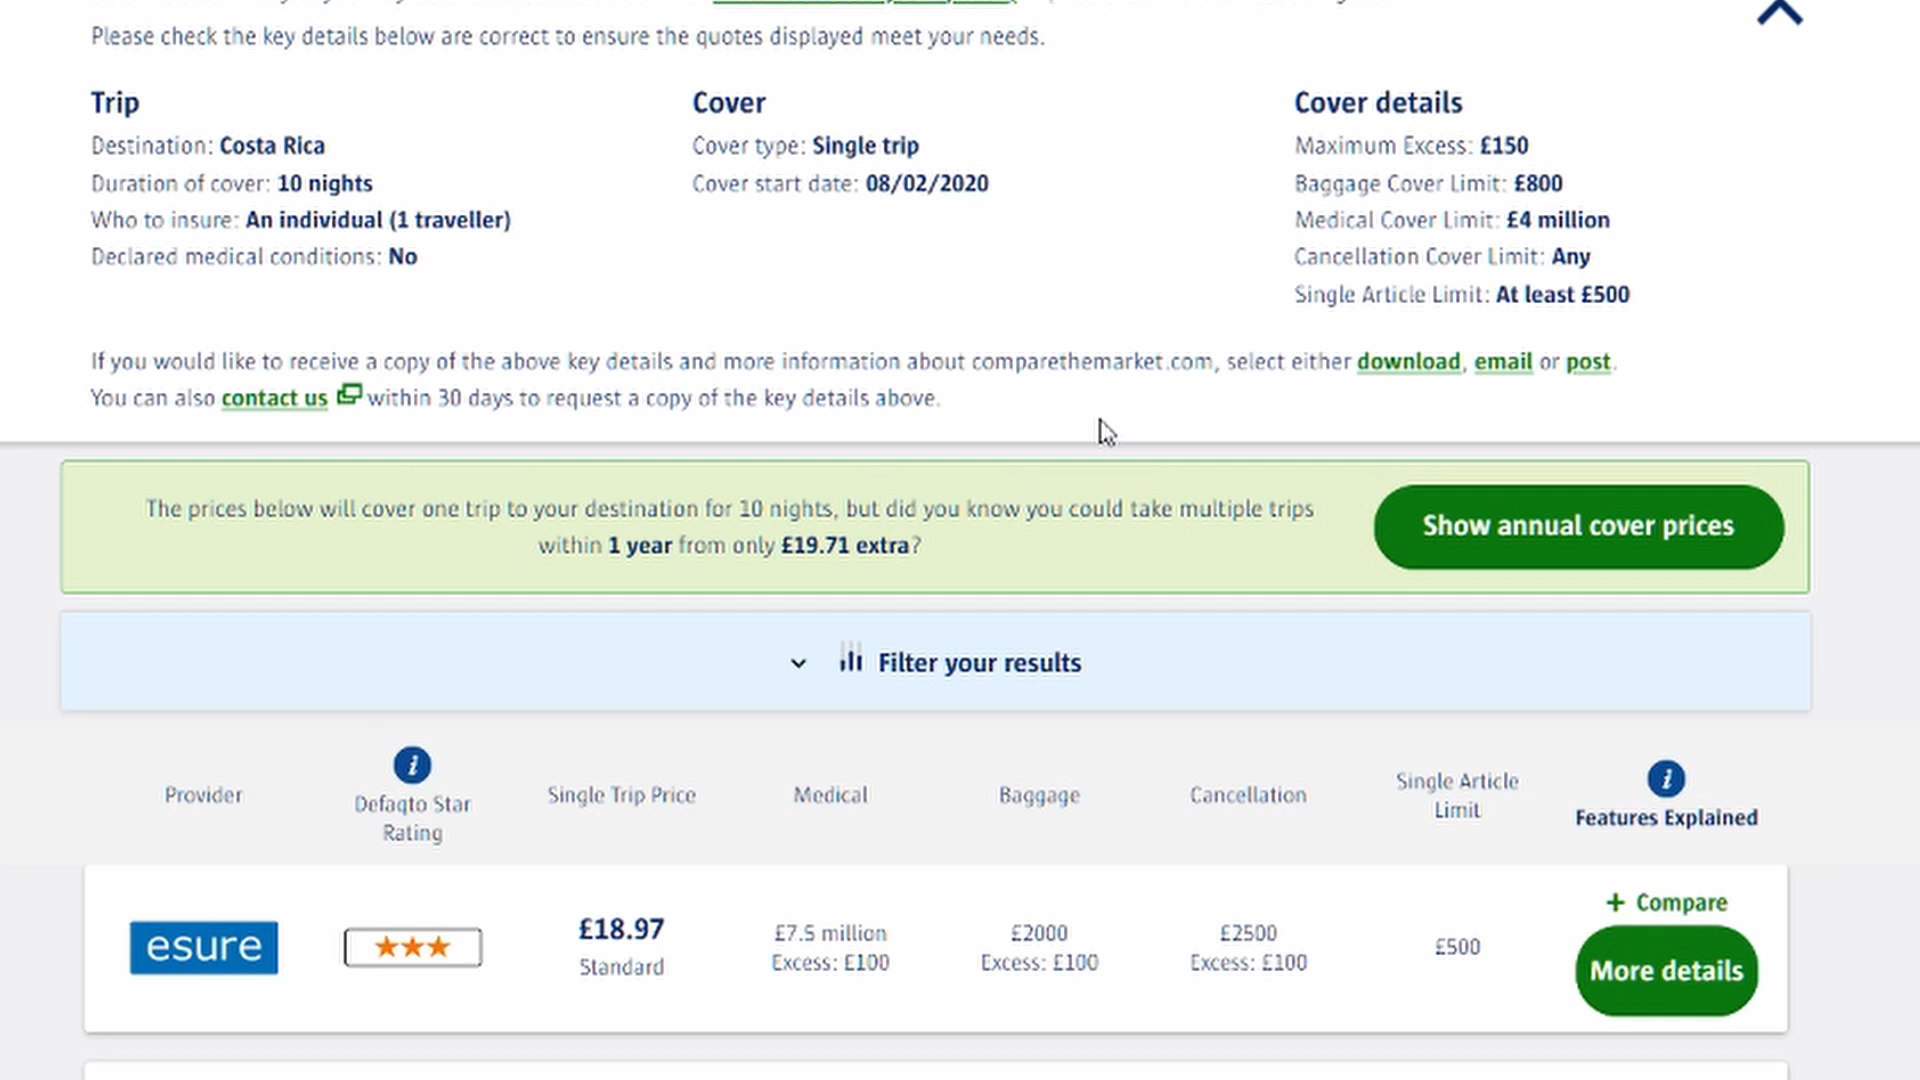 Please check the key details below are correct to ensure the quotes displayed meet your needs.
Trip
Destination: Costa Rica
Duration of cover: 10 nights
Who to insure: An individual (1 traveller)
Declared medical conditions: No
Cover
Cover type: Single trip
Cover start date: 08/02/2020
Cover details
Maximum Excess: £150
Baggage Cover Limit: £800
Medical Cover Limit: £4 million
Cancellation Cover Limit: Any
Single Article Limit: At least £500
If you would like to receive a copy of the above key details and more information about comparethemarket.com, select either download, email or post.
You can also contact us within 30 days to request a copy of the key details above.
The prices below will cover one trip to your destination for 10 nights, but did you know you could take multiple trips
within 1 year from only £19.71 extra?
Show annual cover prices
Filter your results
Provider
Defaqto Star
Rating
Single Trip Price
Medical
Baggage
Cancellation
Single Article
Limit
Features Explained
esure
£18.97
Standard
£7.5 million
Excess: £100
£2000
Excess: £100
£2500
Excess: £100
£500
+ Compare
More details